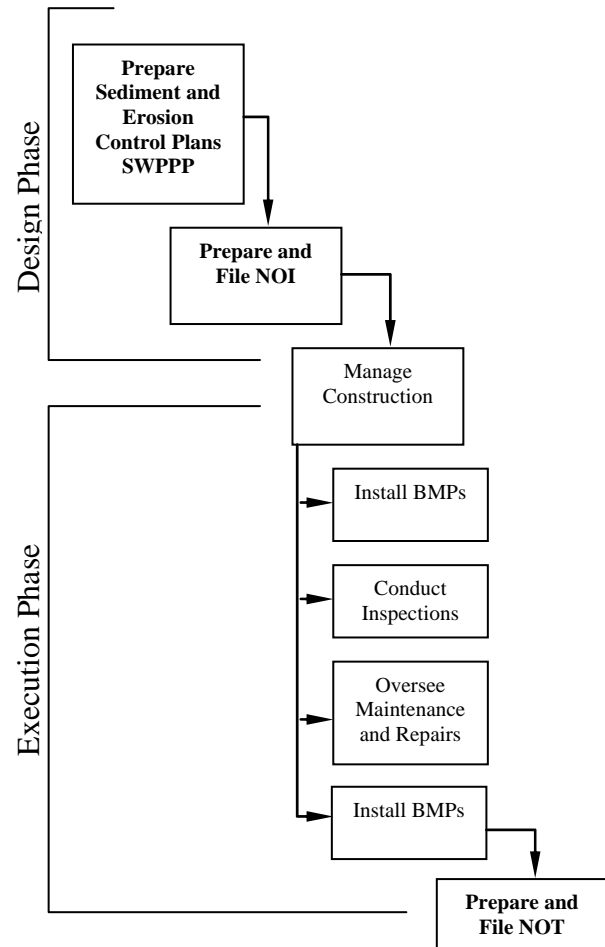 Design Phase
Prepare
Sediment and
Erosion
Control Plans
SWPPP
Prepare and
File NOI
Manage
Construction
Execution Phase
Install BMPs
Conduct
Inspections
Oversee
Maintenance
and Repairs
Install BMPs
Prepare and
File NOT